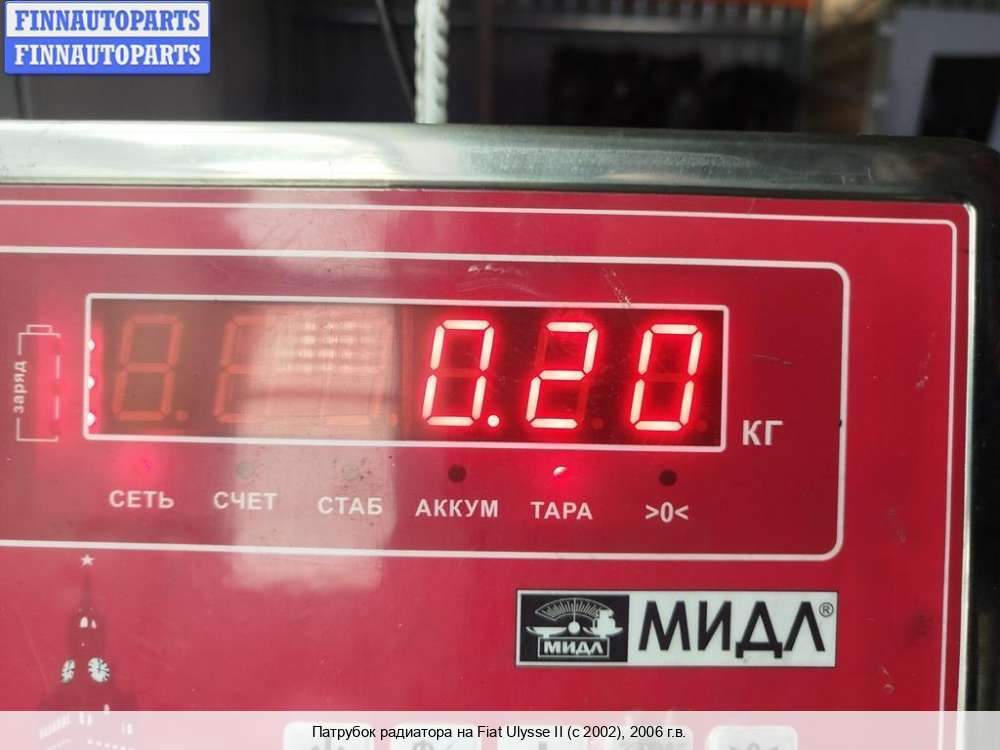 FINNAUTOPARTS
FINNAUTOPARTS
заряд
0.20
КГ
СЕТЬ СЧЕТ СТАБ АККУМ ТАРА >0<
МИДЛ МИДЛ®
Патрубок радиатора на Fiat Ulysse II (с 2002), 2006 г.в.